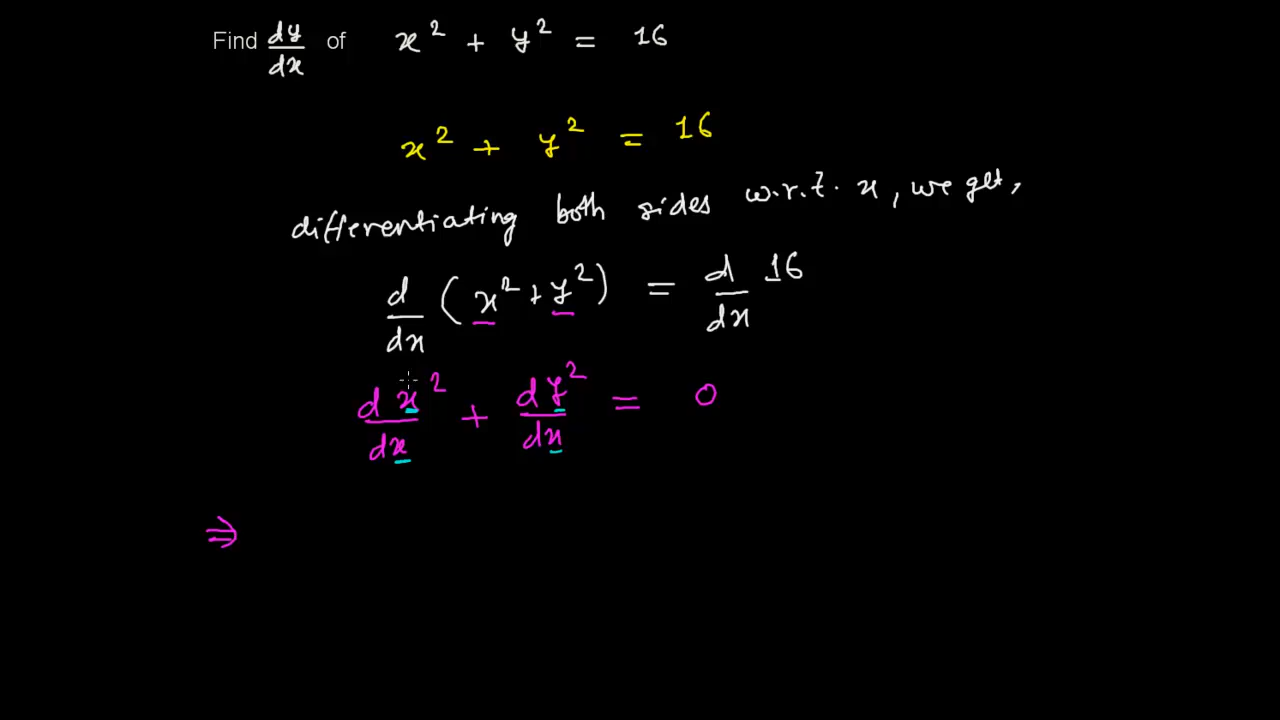 Find dy/dx of x² + y² = 16
x² + y² = 16
differentiating both sides w.r.t. x, we get,
d/dx (x² + y²) = d/dx 16
dx²/dx + dy²/dx = 0
⇒